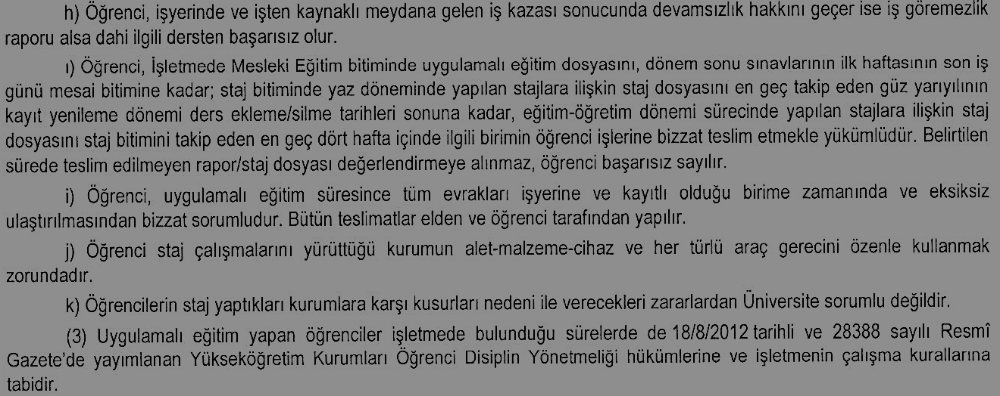 h) Öğrenci, işyerinde ve işten kaynaklı meydana gelen iş kazası sonucunda devamsızlık hakkını geçer ise iş göremezlik
raporu alsa dahi ilgili dersten başarısız olur.
ı) Öğrenci, İşletmede Mesleki Eğitim bitiminde uygulamalı eğitim dosyasını, dönem sonu sınavlarının ilk haftasının son iş
günü mesai bitimine kadar; staj bitiminde yaz döneminde yapılan stajlara ilişkin staj dosyasını en geç takip eden güz yarıyılının
kayıt yenileme dönemi ders ekleme/silme tarihleri sonuna kadar, eğitim-öğretim dönemi sürecinde yapılan stajlara ilişkin staj
dosyasını staj bitimini takip eden en geç dört hafta içinde ilgili birimin öğrenci işlerine bizzat teslim etmekle yükümlüdür. Belirtilen
sürede teslim edilmeyen rapor/staj dosyası değerlendirmeye alınmaz, öğrenci başarısız sayılır.
i) Öğrenci, uygulamalı eğitim süresince tüm evrakları işyerine ve kayıtlı olduğu birime zamanında ve eksiksiz
ulaştırılmasından bizzat sorumludur. Bütün teslimatlar elden ve öğrenci tarafından yapılır.
j) Öğrenci staj çalışmalarını yürüttüğü kurumun alet-malzeme-cihaz ve her türlü araç gerecini özenle kullanmak
zorundadır.
k) Öğrencilerin staj yaptıkları kurumlara karşı kusurları nedeni ile verecekleri zararlardan Üniversite sorumlu değildir.
(3) Uygulamalı eğitim yapan öğrenciler işletmede bulunduğu sürelerde de 18/8/2012 tarihli ve 28388 sayılı Resmî
Gazete'de yayımlanan Yükseköğretim Kurumları Öğrenci Disiplin Yönetmeliği hükümlerine ve işletmenin çalışma kurallarına
tabidir.